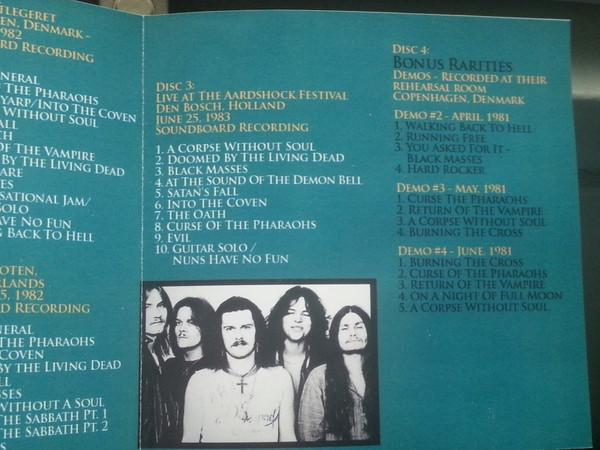 TLEGERET
EN, DENMARK -
982
RD RECORDING
NERAL
THE PHARAOHS
YARP/INTO THE COVEN
WITHOUT SOUL
ALL
TH
OF THE VAMPIRE
BY THE LIVING DEAD
ARE
ES
SATIONAL JAM/
SOLO
AVE NO FUN
G BACK TO HELL
OTEN,
RLANDS
5, 1982
RD RECORDING
NERAL
THE PHARAOHS
COVEN
BY THE LIVING DEAD
LL
SSES
WITHOUT A SOUL
THE SABBATH PT. 1
THE SABBATH PT. 2
S
DISC 3:
LIVE AT THE AARDSHOCK FESTIVAL
DEN BOSCH, HOLLAND
JUNE 25, 1983
SOUNDBOARD RECORDING
1. A CORPSE WITHOUT SOUL
2. DOOMED BY THE LIVING DEAD
3. BLACK MASSES
4. AT THE SOUND OF THE DEMON BELL
5. SATAN'S FALL
6. INTO THE COVEN
7. THE OATH
8. CURSE OF THE PHARAOHS
9. EVIL
10. GUITAR SOLO /
NUNS HAVE NO FUN
DISC 4:
BONUS RARITIES
DEMOS - RECORDED AT THEIR
REHEARSAL ROOM
COPENHAGEN, DENMARK
DEMO #2 - APRIL, 1981
1. WALKING BACK TO HELL
2. RUNNING FREE
3. YOU ASKED FOR IT -
BLACK MASSES
4. HARD ROCKER
DEMO #3 - MAY, 1981
1. CURSE THE PHARAOHS
2. RETURN OF THE VAMPIRE
3. A CORPSE WITHOUT SOUL
4. BURNING THE CROSS
DEMO #4 - JUNE, 1981
1. BURNING THE CROSS
2. CURSE OF THE PHARAOHS
3. RETURN OF THE VAMPIRE
4. ON A NIGHT OF FULL MOON
5. A CORPSE WITHOUT SOUL